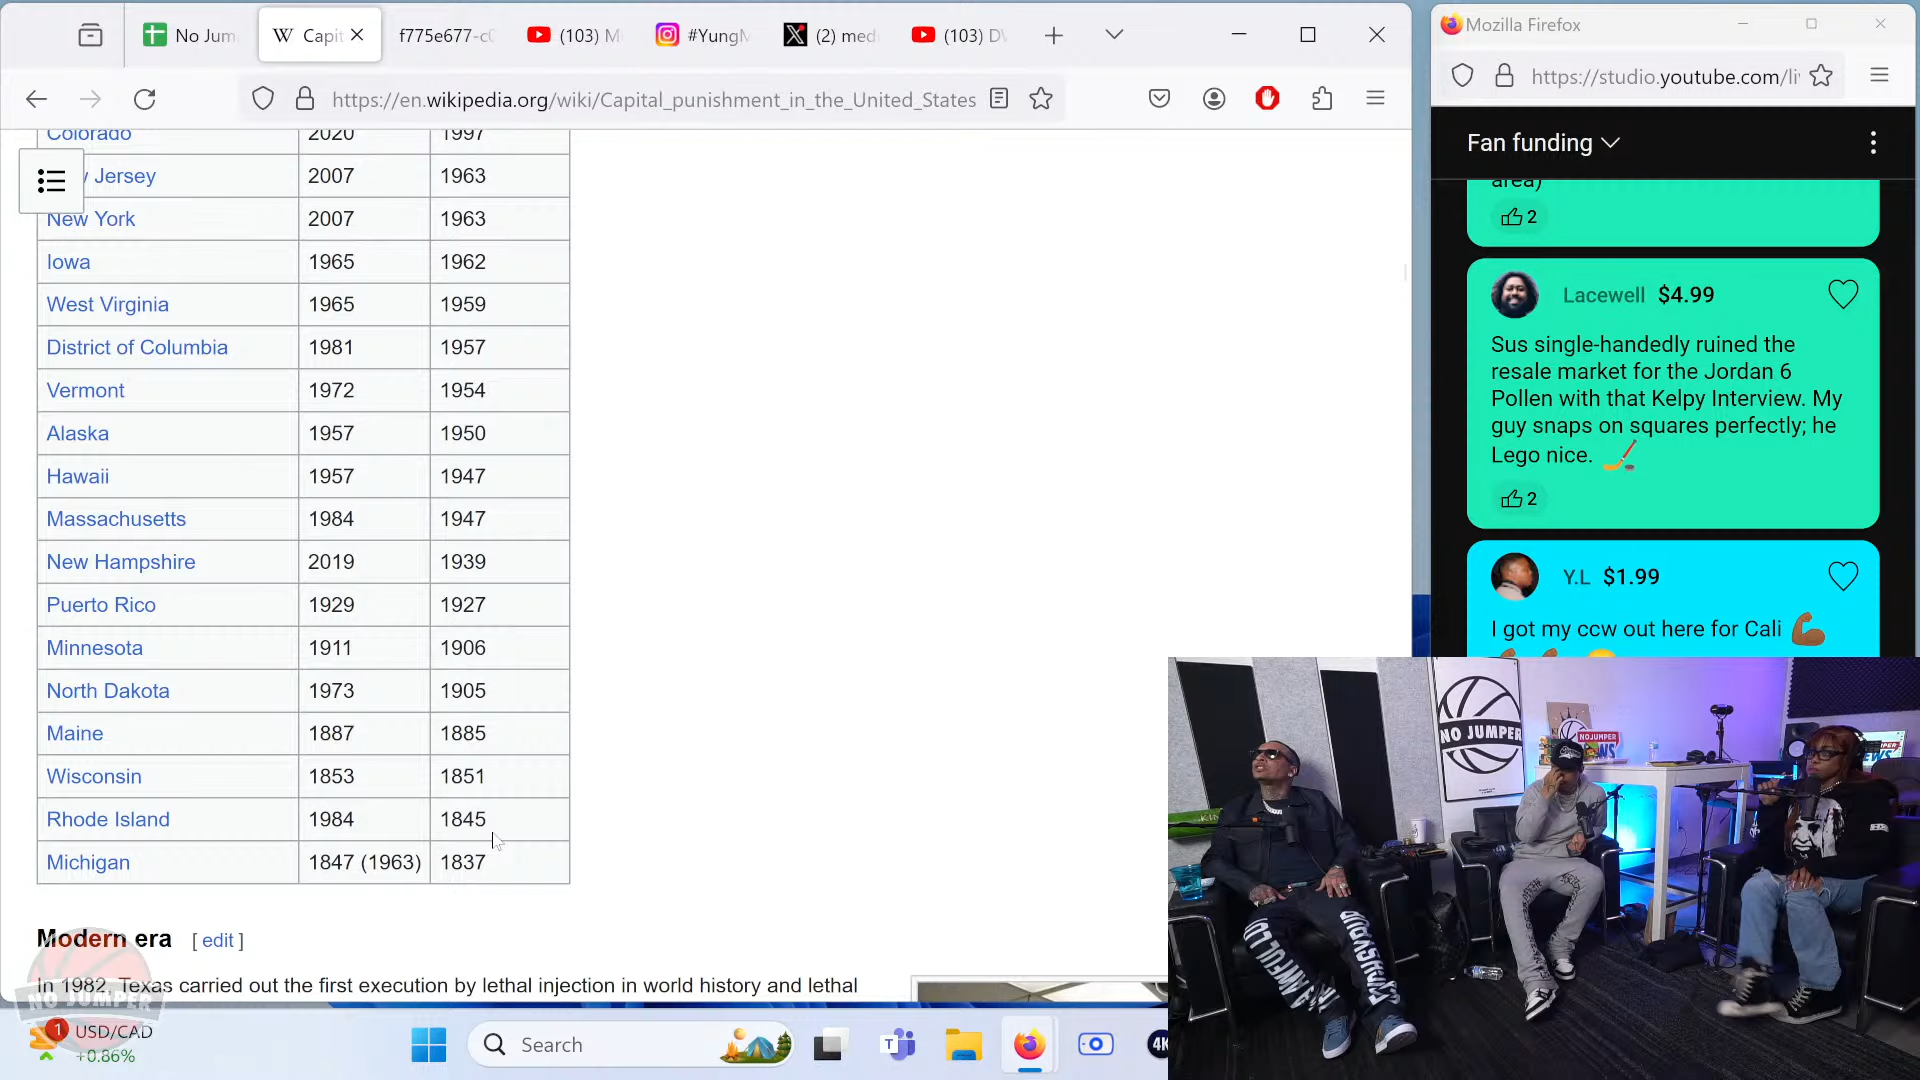 No Jum
W Capit
f775e677-c0
(103) M
#YungM
(2) med
(103) D
Mozilla Firefox
https://en.wikipedia.org/wiki/Capital_punishment_in_the_United_States
https://studio.youtube.com/li
Fan funding
Colorado 2020 1997
Jersey 2007 1963
New York 2007 1963
Iowa 1965 1962
West Virginia 1965 1959
District of Columbia 1981 1957
Vermont 1972 1954
Alaska 1957 1950
Hawaii 1957 1947
Massachusetts 1984 1947
New Hampshire 2019 1939
Puerto Rico 1929 1927
Minnesota 1911 1906
North Dakota 1973 1905
Maine 1887 1885
Wisconsin 1853 1851
Rhode Island 1984 1845
Michigan 1847 (1963) 1837
Modern era [ edit ]
In 1982, Texas carried out the first execution by lethal injection in world history and lethal
area)
2
Lacewell $4.99
Sus single-handedly ruined the
resale market for the Jordan 6
Pollen with that Kelpy Interview. My
guy snaps on squares perfectly; he
Lego nice.
2
Y.L $1.99
I got my ccw out here for Cali
NO JUMPER
NOJUMPER
NEWS
NO JUMPER
1
USD/CAD
+0.86%
Search
T
4K